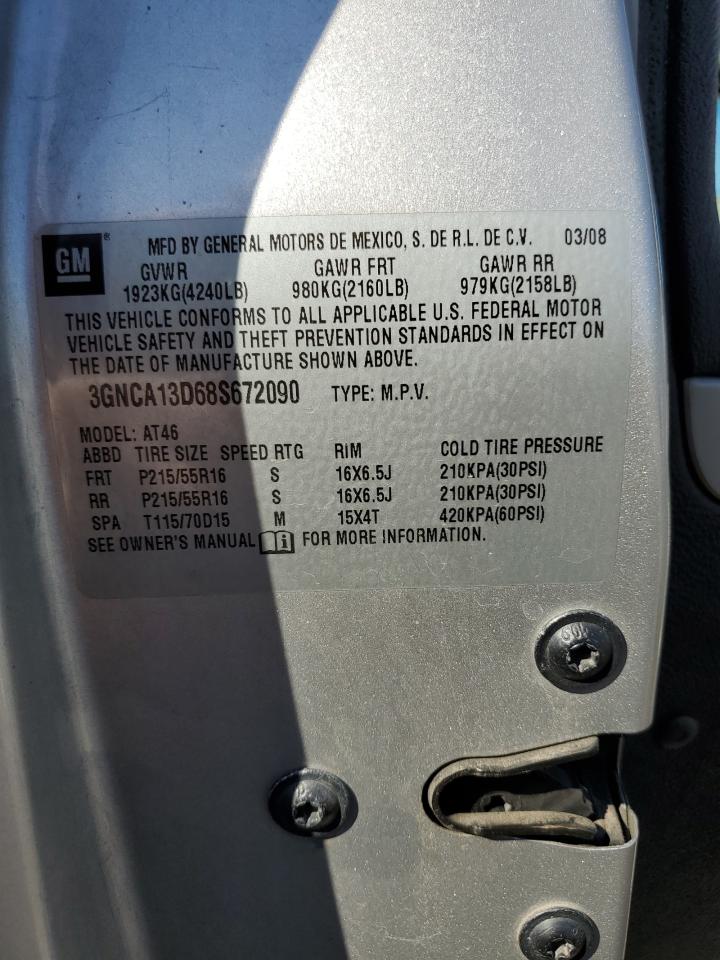 GM ® MFD BY GENERAL MOTORS DE MEXICO, S. DE R.L. DE C.V. 03/08
GVWR GAWR FRT GAWR RR
1923KG(4240LB) 980KG(2160LB) 979KG(2158LB)
THIS VEHICLE CONFORMS TO ALL APPLICABLE U.S. FEDERAL MOTOR
VEHICLE SAFETY AND THEFT PREVENTION STANDARDS IN EFFECT ON
THE DATE OF MANUFACTURE SHOWN ABOVE.
3GNCA13D68S672090 TYPE: M.P.V.
MODEL: AT46
ABBD TIRE SIZE SPEED RTG RIM COLD TIRE PRESSURE
FRT P215/55R16 S 16X6.5J 210KPA(30PSI)
RR P215/55R16 S 16X6.5J 210KPA(30PSI)
SPA T115/70D15 M 15X4T 420KPA(60PSI)
SEE OWNER'S MANUAL i FOR MORE INFORMATION.